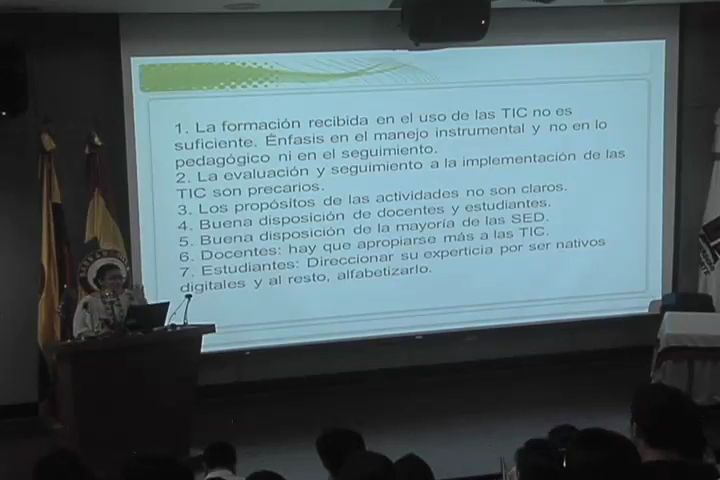 1. La formación recibida en el uso de las TIC no es
suficiente. Énfasis en el manejo instrumental y no en lo
pedagógico ni en el seguimiento.
2. La evaluación y seguimiento a la implementación de las
TIC son precarios.
3. Los propósitos de las actividades no son claros.
4. Buena disposición de docentes y estudiantes.
5. Buena disposición de la mayoría de las SED.
6. Docentes: hay que apropiarse más a las TIC.
7. Estudiantes: Direccionar su experticia por ser nativos
digitales y al resto, alfabetizarlo.